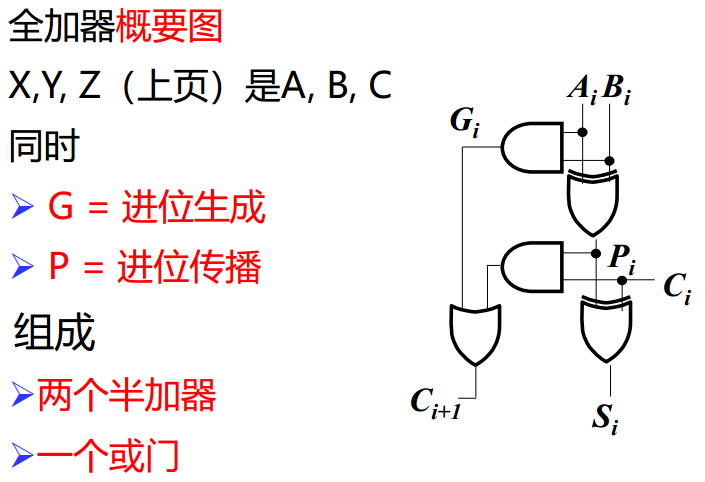 全加器概要图
X,Y, Z（上页）是A, B, C
同时
➢ G = 进位生成
➢ P = 进位传播
组成
➢两个半加器
➢一个或门
Ai Bi
Gi
Pi
Ci
Ci+1
Si